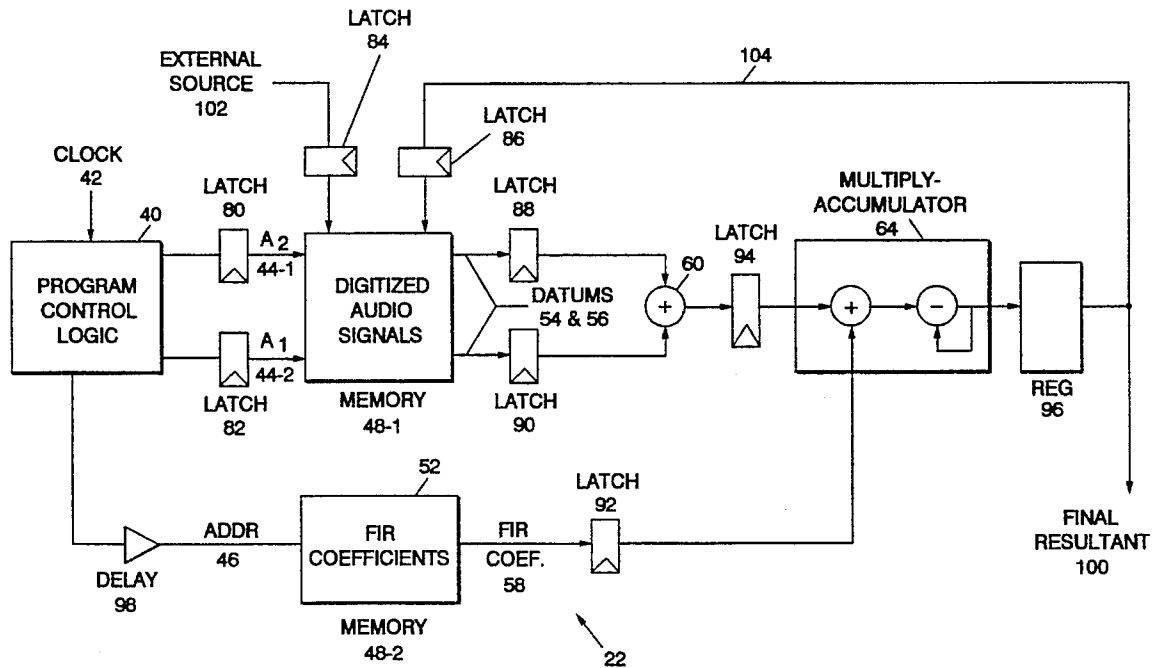 LATCH
84
EXTERNAL
SOURCE
102
104
LATCH
86
CLOCK
42
LATCH
80
LATCH
88
MULTIPLY-
ACCUMULATOR
64
40
A2
44-1
LATCH
94
60
PROGRAM
CONTROL
LOGIC
DIGITIZED
AUDIO
SIGNALS
DATUMS
54 & 56
+
+
-
A1
44-2
LATCH
82
MEMORY
48-1
LATCH
90
REG
96
52
LATCH
92
ADDR
46
FIR
COEFFICIENTS
FIR
COEF.
58
FINAL
RESULTANT
100
DELAY
98
MEMORY
48-2
22